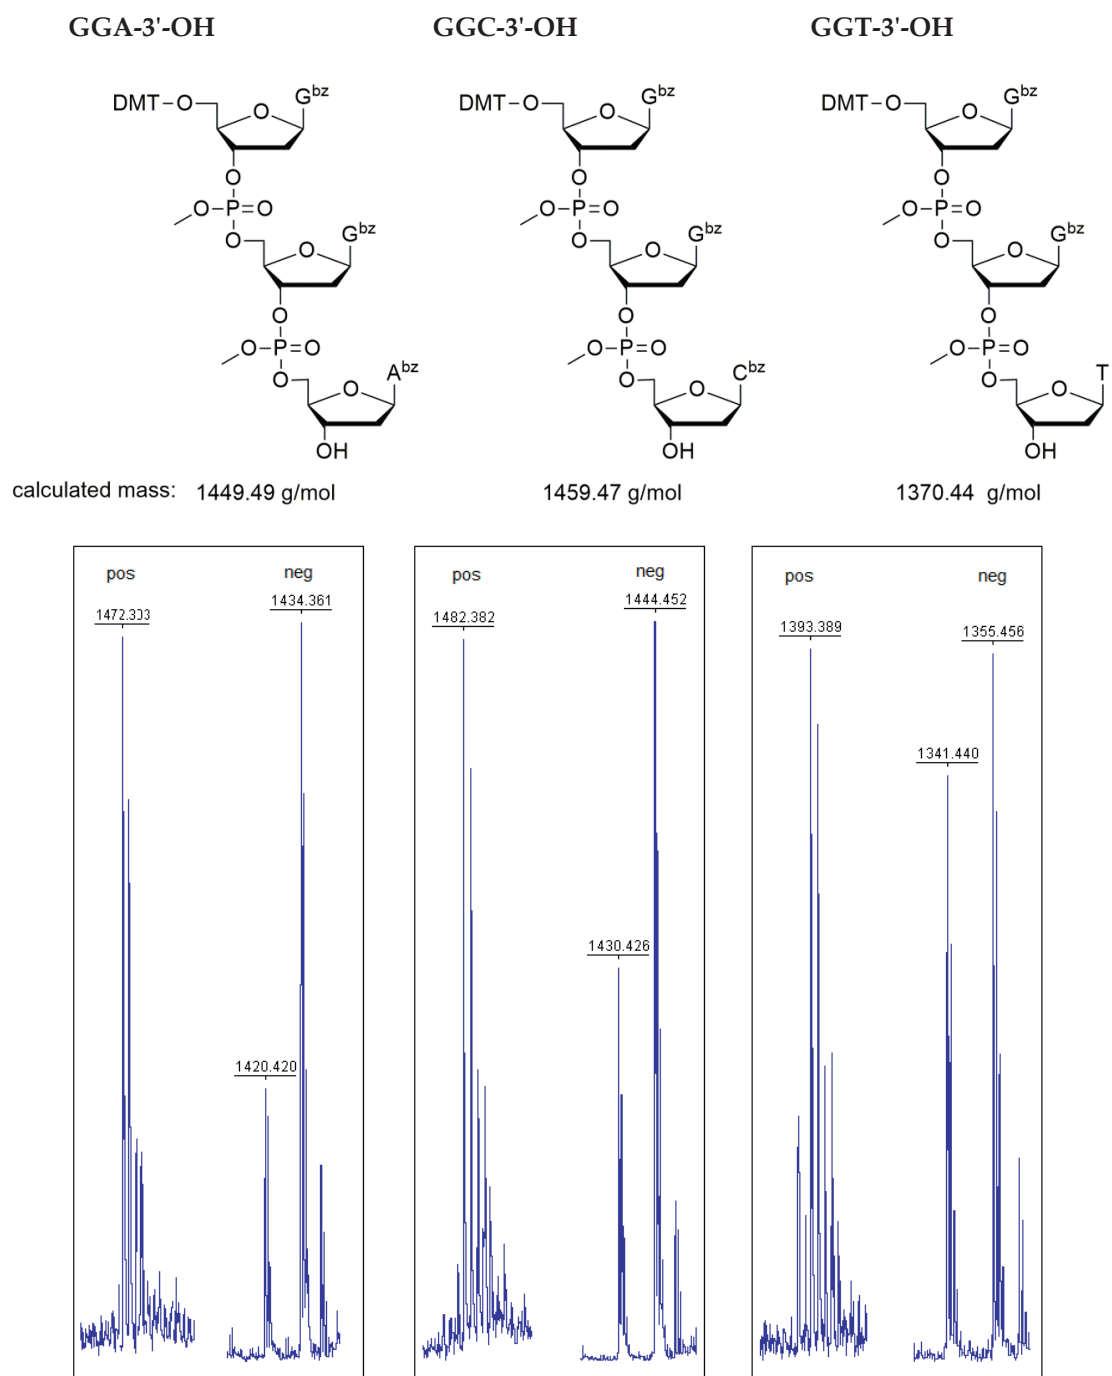 GGA-3'-OH GGC-3'-OH GGT-3'-OH
DMT-O O Gbz DMT-O O Gbz DMT-O O Gbz
O O O
O-P=O O-P=O O-P=O
O O Gbz O O Gbz O O Gbz
O O O
O-P=O O-P=O O-P=O
O O Abz O O Cbz O O T
OH OH OH
calculated mass: 1449.49 g/mol 1459.47 g/mol 1370.44 g/mol
pos neg pos neg pos neg
1472.303 1434.361 1482.382 1444.452 1393.389 1355.456
1341.440
1430.426
1420.420